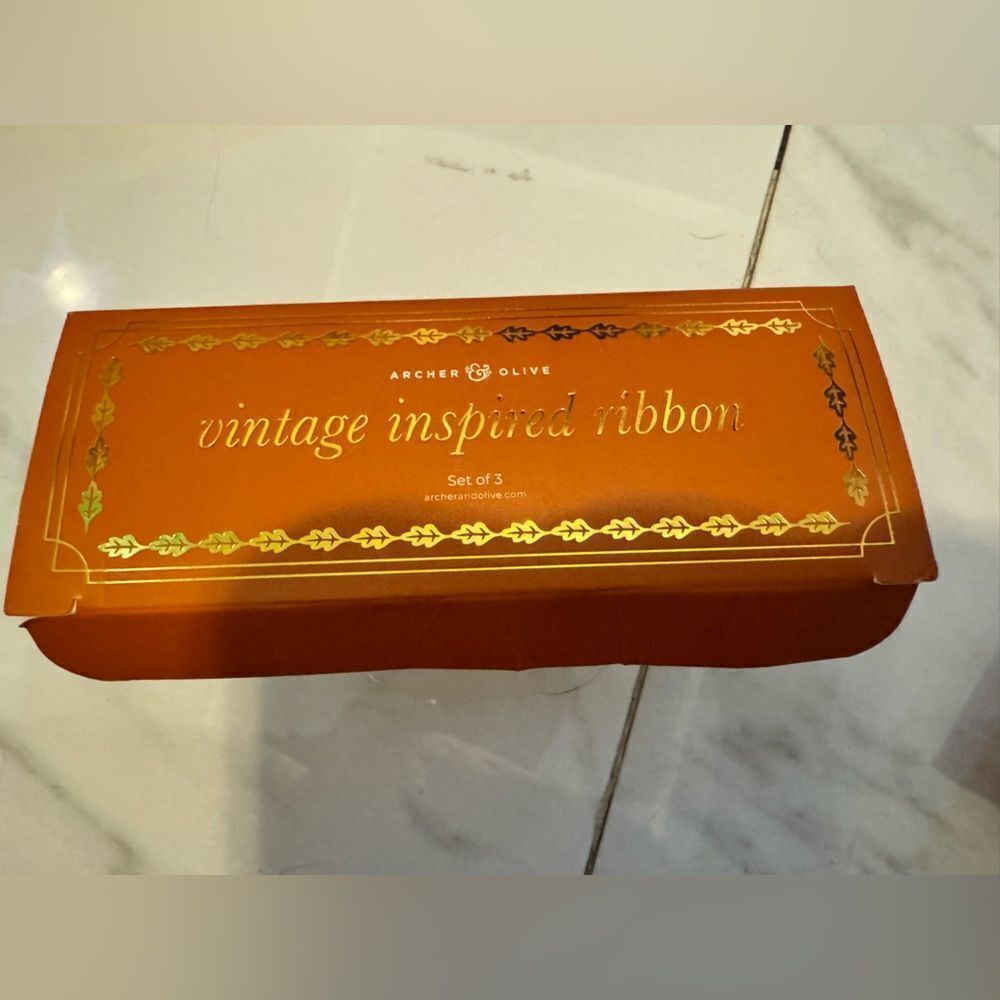 ARCHER & OLIVE
vintage inspired ribbon
Set of 3
archerandolive.com